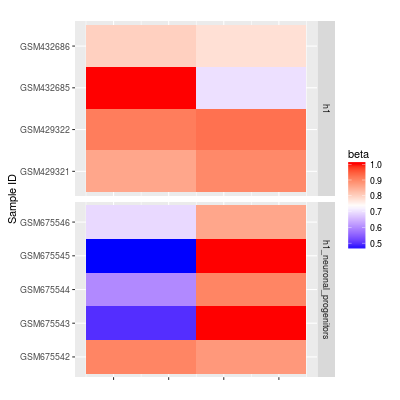 GSM432686
GSM432685
GSM429322
GSM429321
h1
GSM675546
GSM675545
GSM675544
GSM675543
GSM675542
h1_neuronal_progenitors
Sample ID
beta
1.0
0.9
0.8
0.7
0.6
0.5